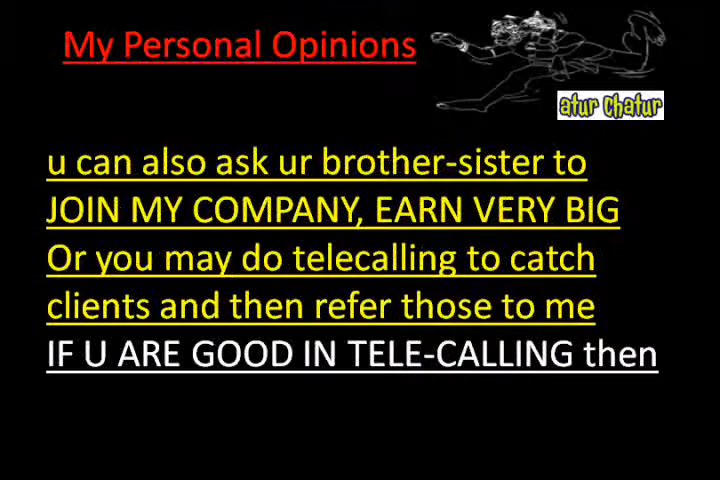 My Personal Opinions
atur Chatur
u can also ask ur brother-sister to
JOIN MY COMPANY, EARN VERY BIG
Or you may do telecalling to catch
clients and then refer those to me
IF U ARE GOOD IN TELE-CALLING then